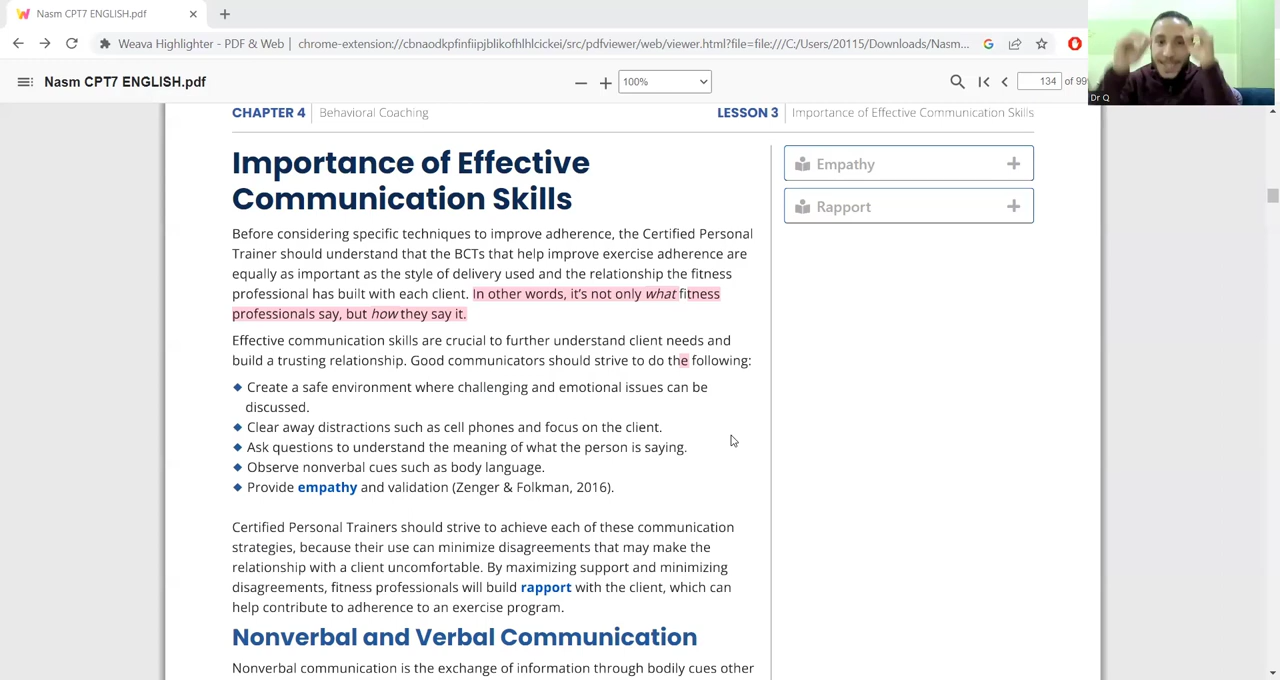 Nasm CPT7 ENGLISH.pdf
Weava Highlighter - PDF & Web | chrome-extension://cbnaodkpfinfiipjblikofhlhlcickei/src/pdfviewer/web/viewer.html?file=file:///C:/Users/20115/Downloads/Nasm...
Nasm CPT7 ENGLISH.pdf
100%
134 of 99
Dr Q
CHAPTER 4 | Behavioral Coaching
LESSON 3 | Importance of Effective Communication Skills
Importance of Effective
Communication Skills
Before considering specific techniques to improve adherence, the Certified Personal
Trainer should understand that the BCTs that help improve exercise adherence are
equally as important as the style of delivery used and the relationship the fitness
professional has built with each client. In other words, it's not only what fitness
professionals say, but how they say it.
Effective communication skills are crucial to further understand client needs and
build a trusting relationship. Good communicators should strive to do the following:
◆ Create a safe environment where challenging and emotional issues can be
discussed.
◆ Clear away distractions such as cell phones and focus on the client.
◆ Ask questions to understand the meaning of what the person is saying.
◆ Observe nonverbal cues such as body language.
◆ Provide empathy and validation (Zenger & Folkman, 2016).
Certified Personal Trainers should strive to achieve each of these communication
strategies, because their use can minimize disagreements that may make the
relationship with a client uncomfortable. By maximizing support and minimizing
disagreements, fitness professionals will build rapport with the client, which can
help contribute to adherence to an exercise program.
Nonverbal and Verbal Communication
Nonverbal communication is the exchange of information through bodily cues other
Empathy
Rapport